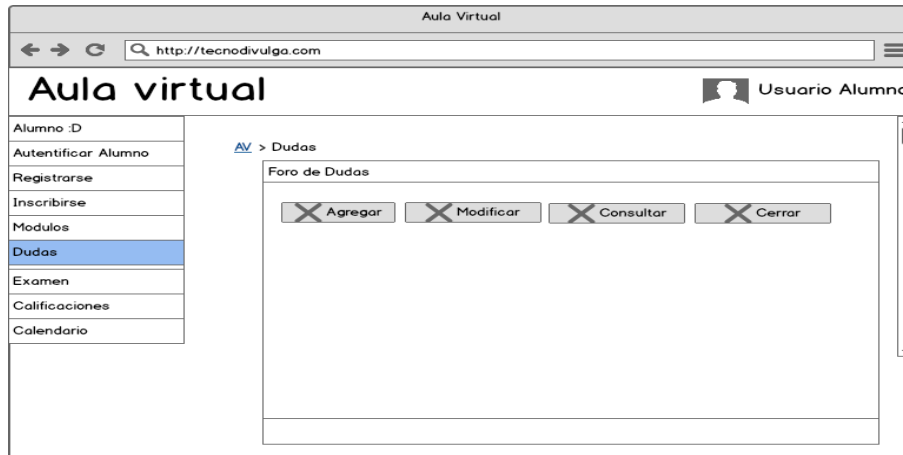 Aula Virtual
http://tecnodivulga.com
Aula virtual
Usuario Alumno
Alumno :D
Autentificar Alumno
Registrarse
Inscribirse
Modulos
Dudas
Examen
Calificaciones
Calendario
AV > Dudas
Foro de Dudas
Agregar Modificar Consultar Cerrar